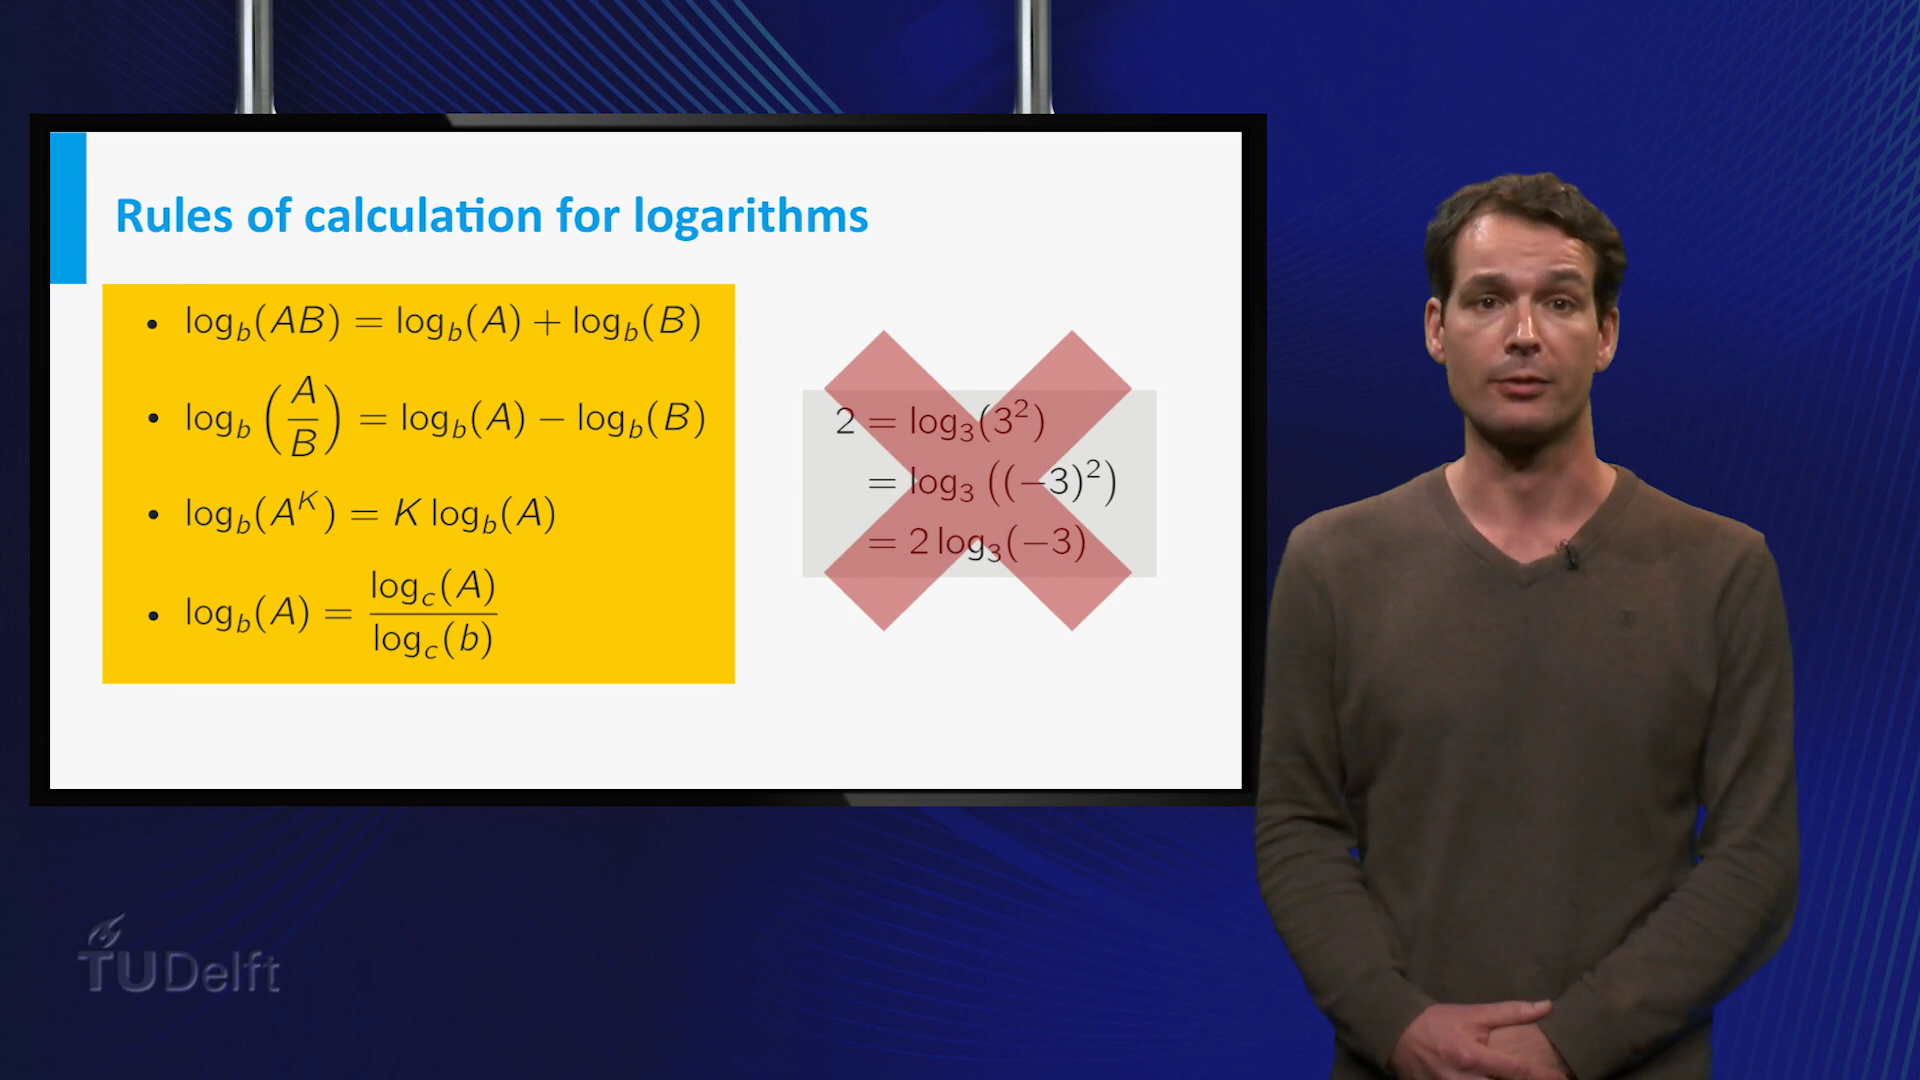 Rules of calculation for logarithms
• log_b(AB) = log_b(A) + log_b(B)
• log_b(A/B) = log_b(A) − log_b(B)
• log_b(A^K) = K log_b(A)
• log_b(A) = log_c(A)/log_c(b)
2 = log_3(3^2)
= log_3((−3)^2)
= 2 log_3(−3)
TUDelft